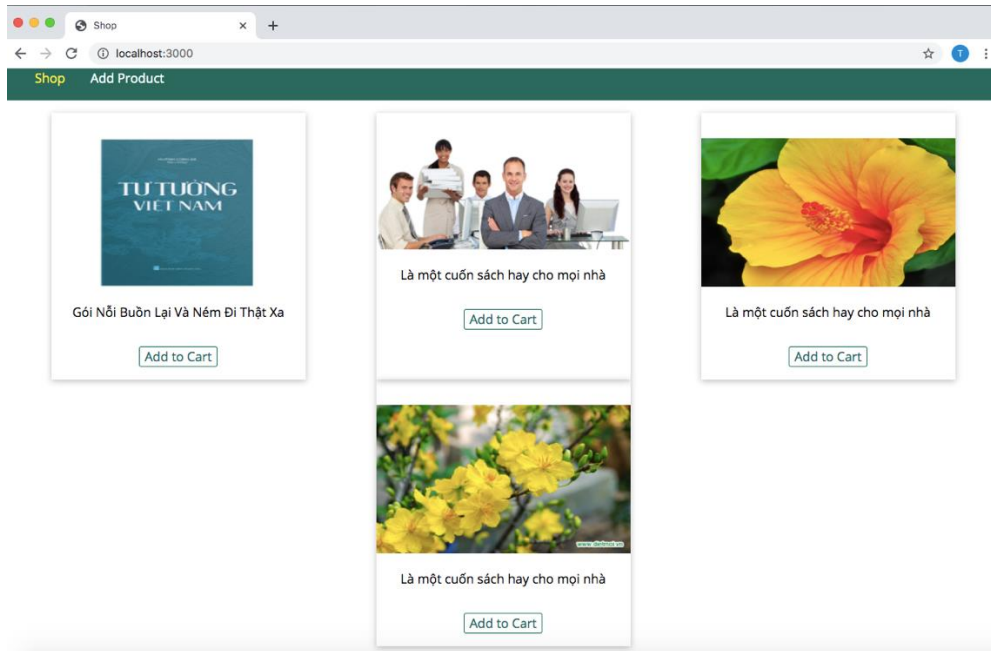 Shop
localhost:3000
T
Shop
Add Product
TƯ TƯỞNG
VIỆT NAM
Gói Nỗi Buồn Lại Và Ném Đi Thật Xa
Add to Cart
Là một cuốn sách hay cho mọi nhà
Add to Cart
Là một cuốn sách hay cho mọi nhà
Add to Cart
Là một cuốn sách hay cho mọi nhà
Add to Cart